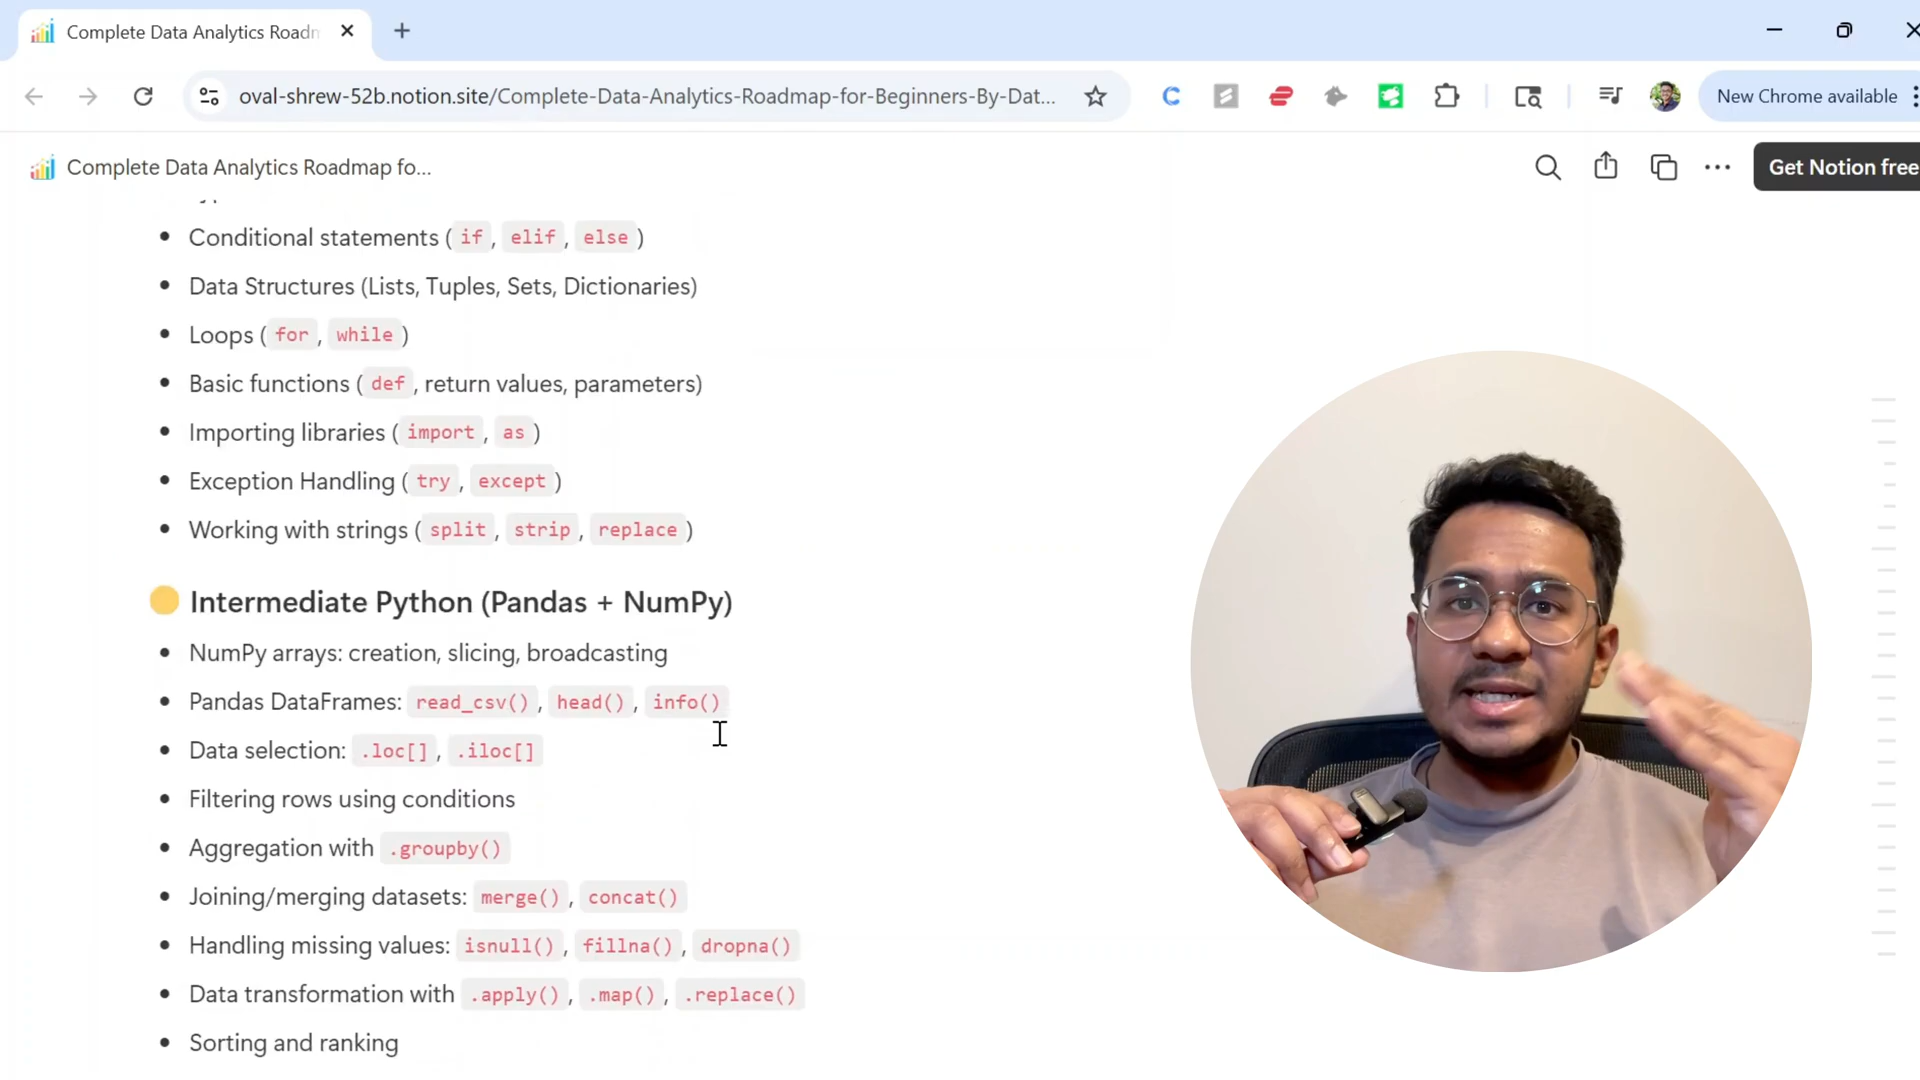 Complete Data Analytics Roadn
oval-shrew-52b.notion.site/Complete-Data-Analytics-Roadmap-for-Beginners-By-Dat...
New Chrome available
Complete Data Analytics Roadmap fo...
Get Notion free
• Conditional statements ( if , elif , else )
• Data Structures (Lists, Tuples, Sets, Dictionaries)
• Loops ( for , while )
• Basic functions ( def , return values, parameters)
• Importing libraries ( import , as )
• Exception Handling ( try , except )
• Working with strings ( split , strip , replace )
Intermediate Python (Pandas + NumPy)
• NumPy arrays: creation, slicing, broadcasting
• Pandas DataFrames: read_csv() , head() , info()
• Data selection: .loc[] , .iloc[]
• Filtering rows using conditions
• Aggregation with .groupby()
• Joining/merging datasets: merge() , concat()
• Handling missing values: isnull() , fillna() , dropna()
• Data transformation with .apply() , .map() , .replace()
• Sorting and ranking